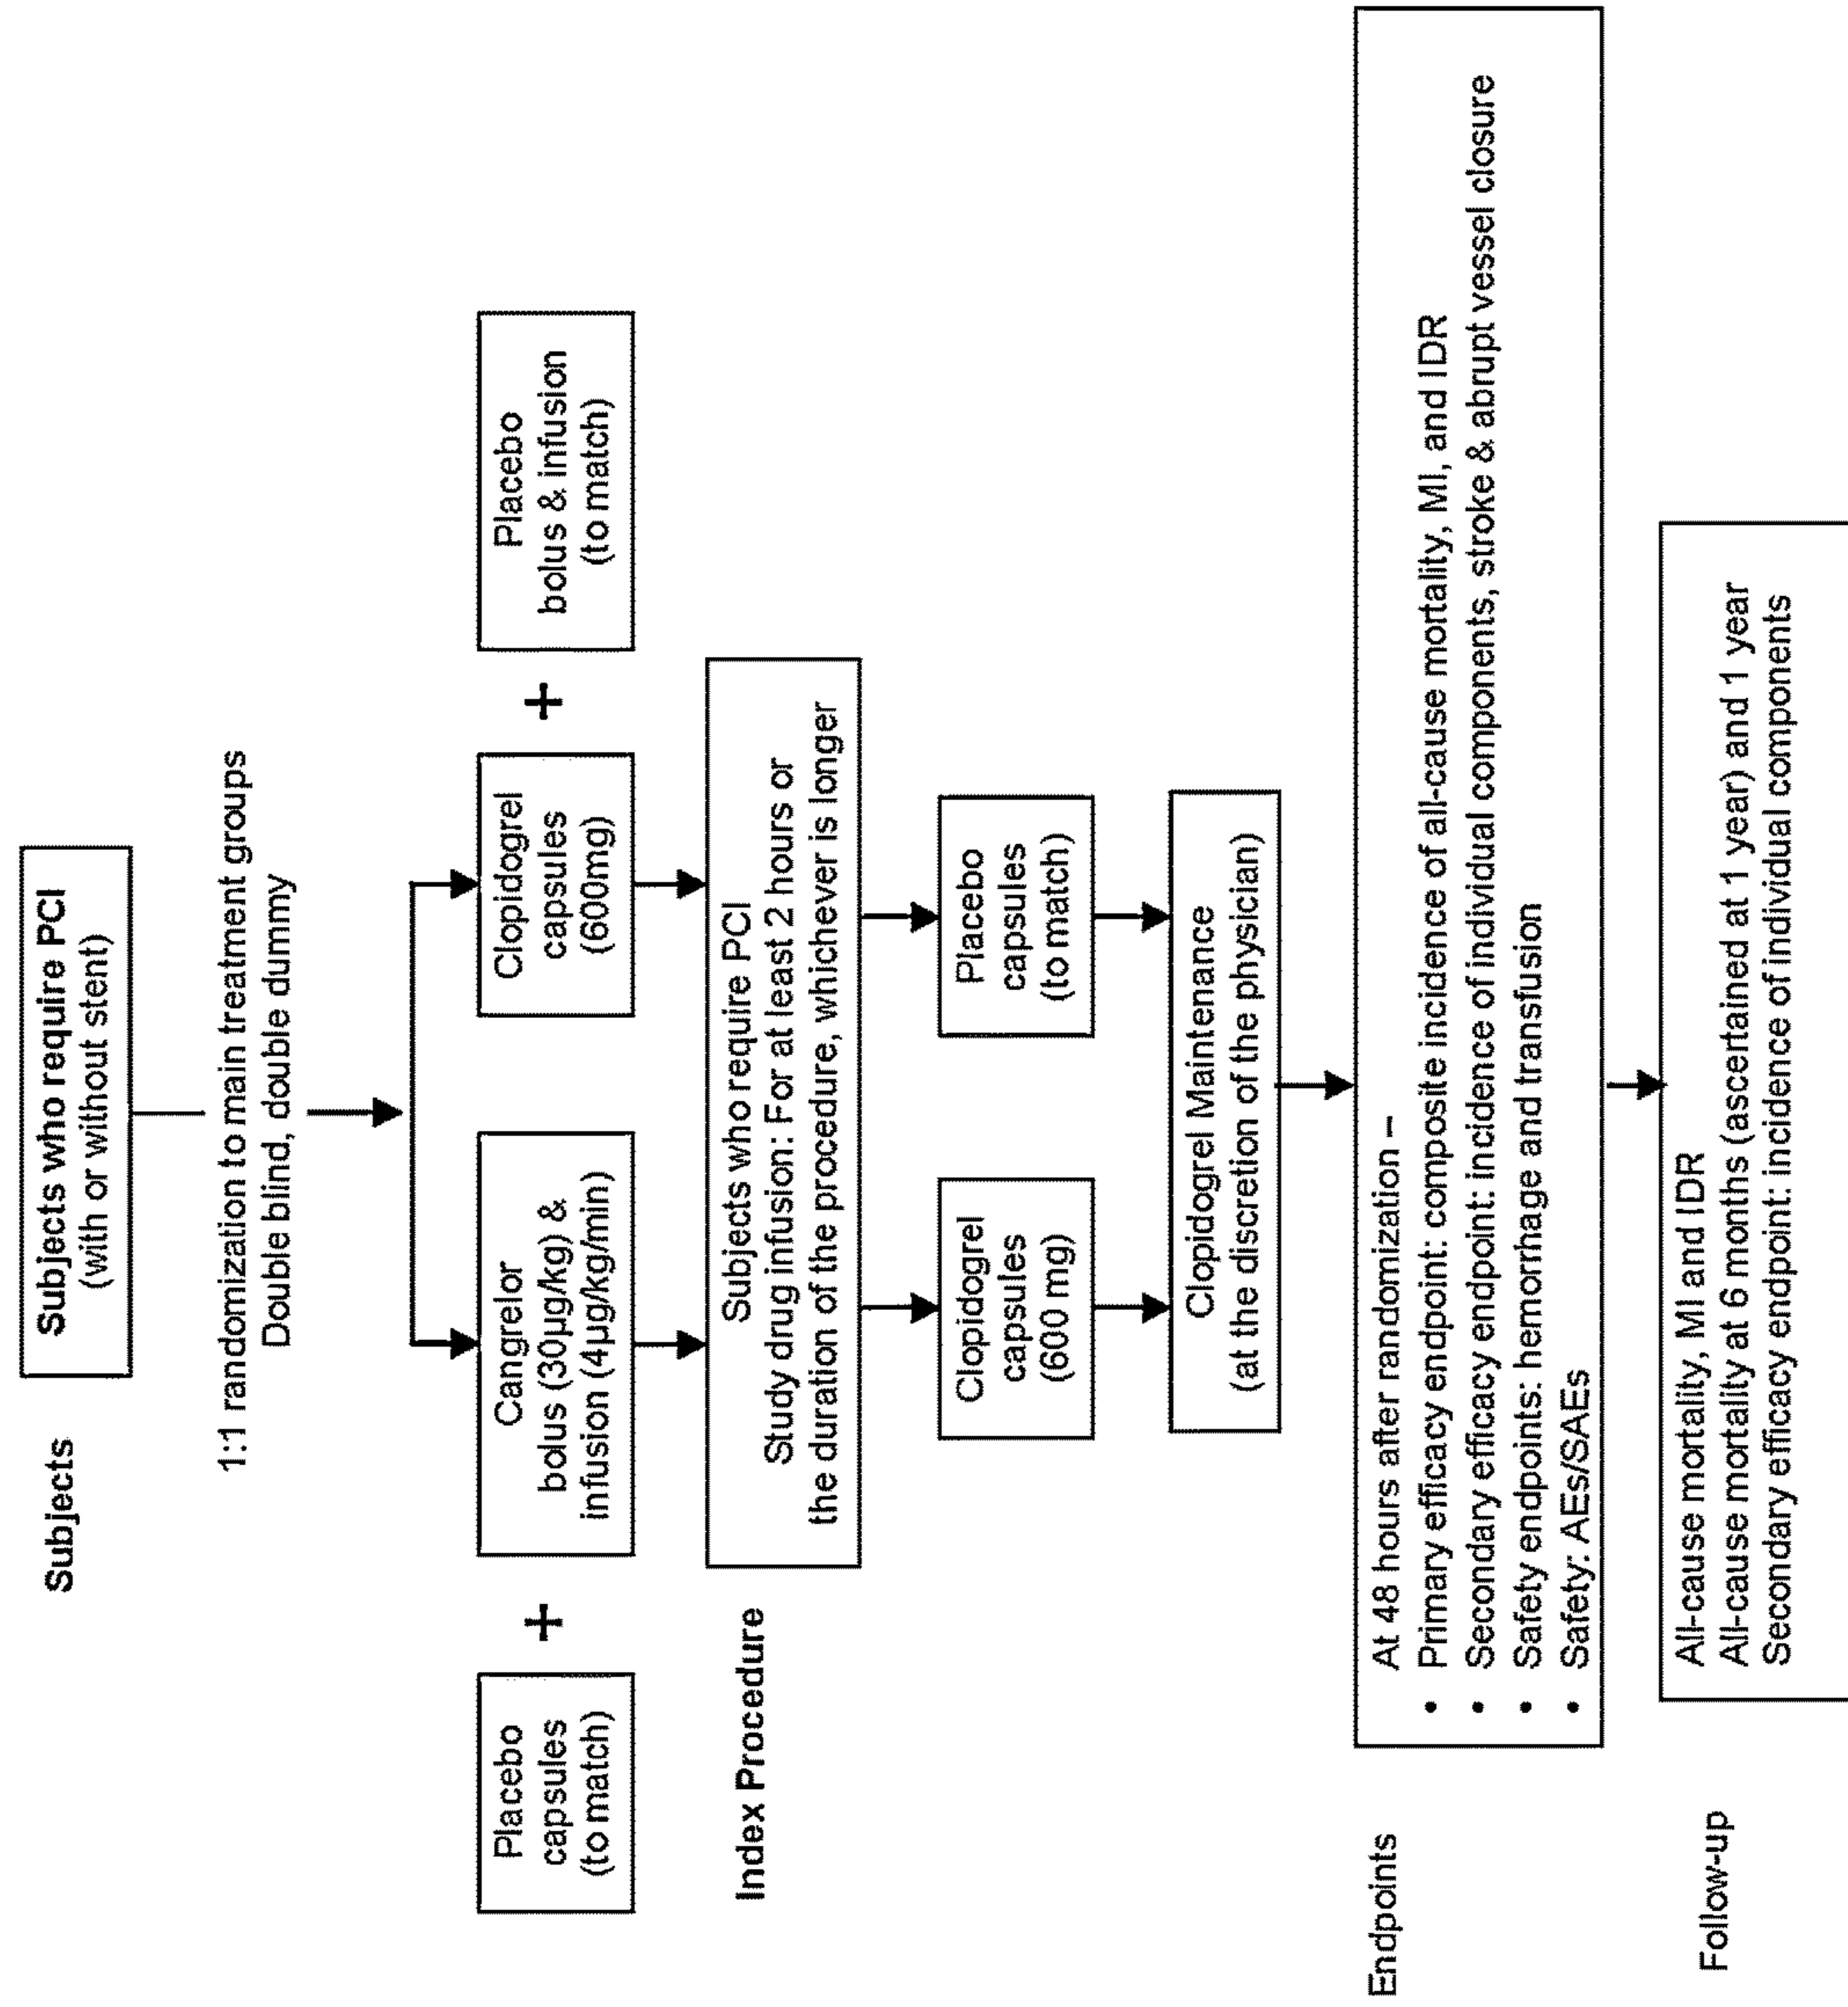 Subjects
Subjects who require PCI
(with or without stent)
1:1 randomization to main treatment groups
Double blind, double dummy
Placebo
capsules
(to match)
+
Cangrelor
bolus (30µg/kg) &
infusion (4µg/kg/min)
Clopidogrel
capsules
(600mg)
+
Placebo
bolus & infusion
(to match)
Index Procedure
Subjects who require PCI
Study drug infusion: For at least 2 hours or
the duration of the procedure, whichever is longer
Clopidogrel
capsules
(600 mg)
Placebo
capsules
(to match)
Clopidogrel Maintenance
(at the discretion of the physician)
Endpoints
At 48 hours after randomization –
• Primary efficacy endpoint: composite incidence of all-cause mortality, MI, and IDR
• Secondary efficacy endpoint: incidence of individual components, stroke & abrupt vessel closure
• Safety endpoints: hemorrhage and transfusion
• Safety: AEs/SAEs
Follow-up
All-cause mortality, MI and IDR
All-cause mortality at 6 months (ascertained at 1 year) and 1 year
Secondary efficacy endpoint: incidence of individual components